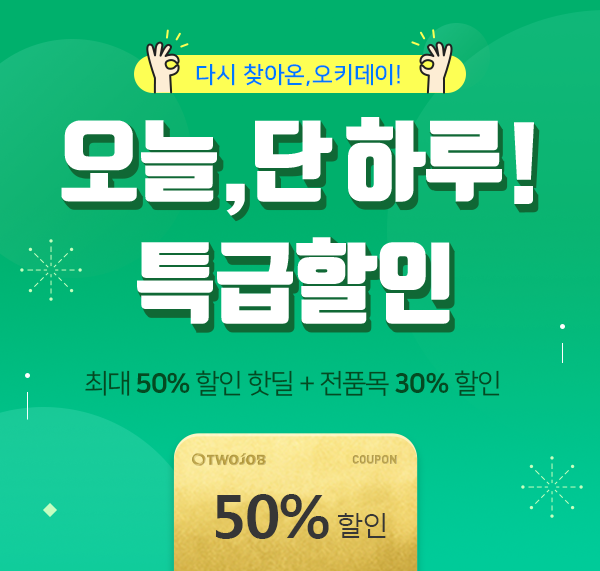 다시 찾아온,오키데이!
오늘,단 하루!
특급할인
최대 50% 할인 핫딜 + 전품목 30% 할인
TWOJOB COUPON
50% 할인